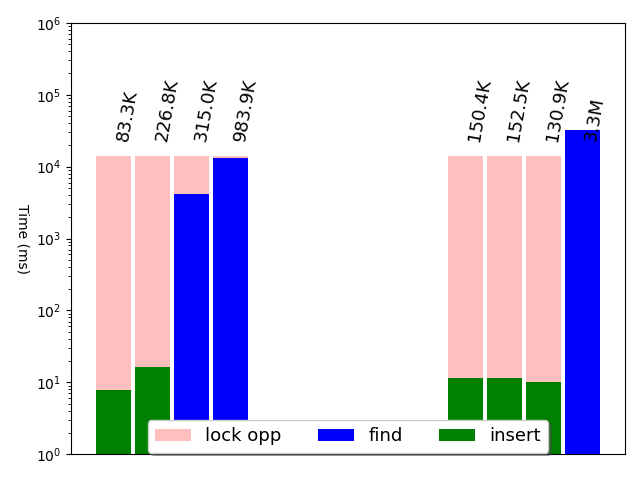 10^6
10^5
10^4
10^3
10^2
10^1
10^0
Time (ms)
83.3K
226.8K
315.0K
983.9K
150.4K
152.5K
130.9K
3.3M
lock opp
find
insert